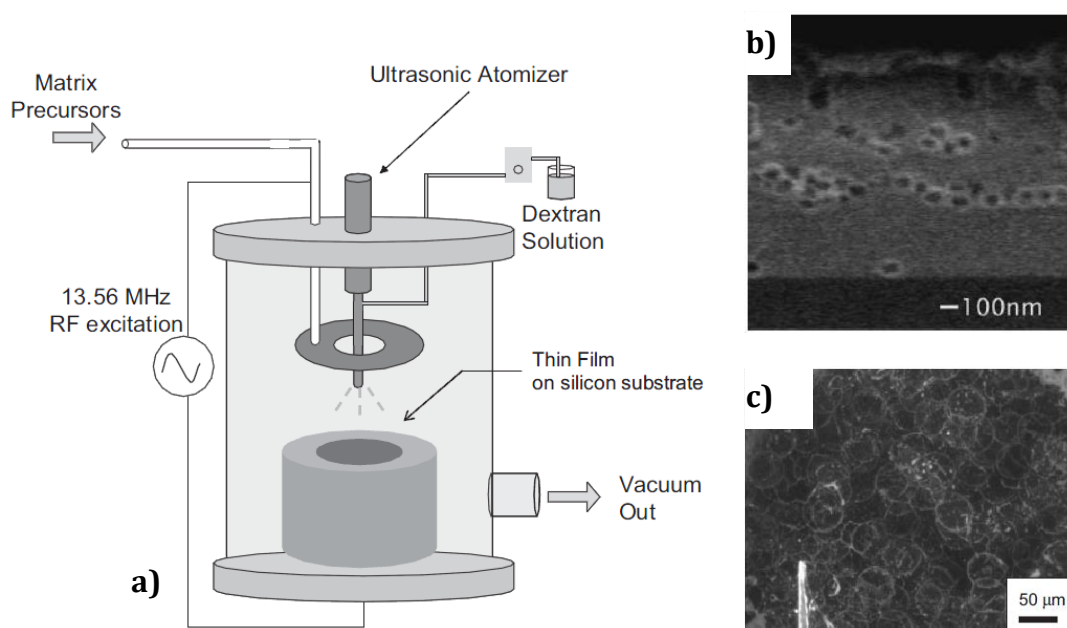 Matrix
Precursors
Ultrasonic Atomizer
Dextran
Solution
13.56 MHz
RF excitation
Thin Film
on silicon substrate
Vacuum
Out
a)
b)
100nm
c)
50 µm